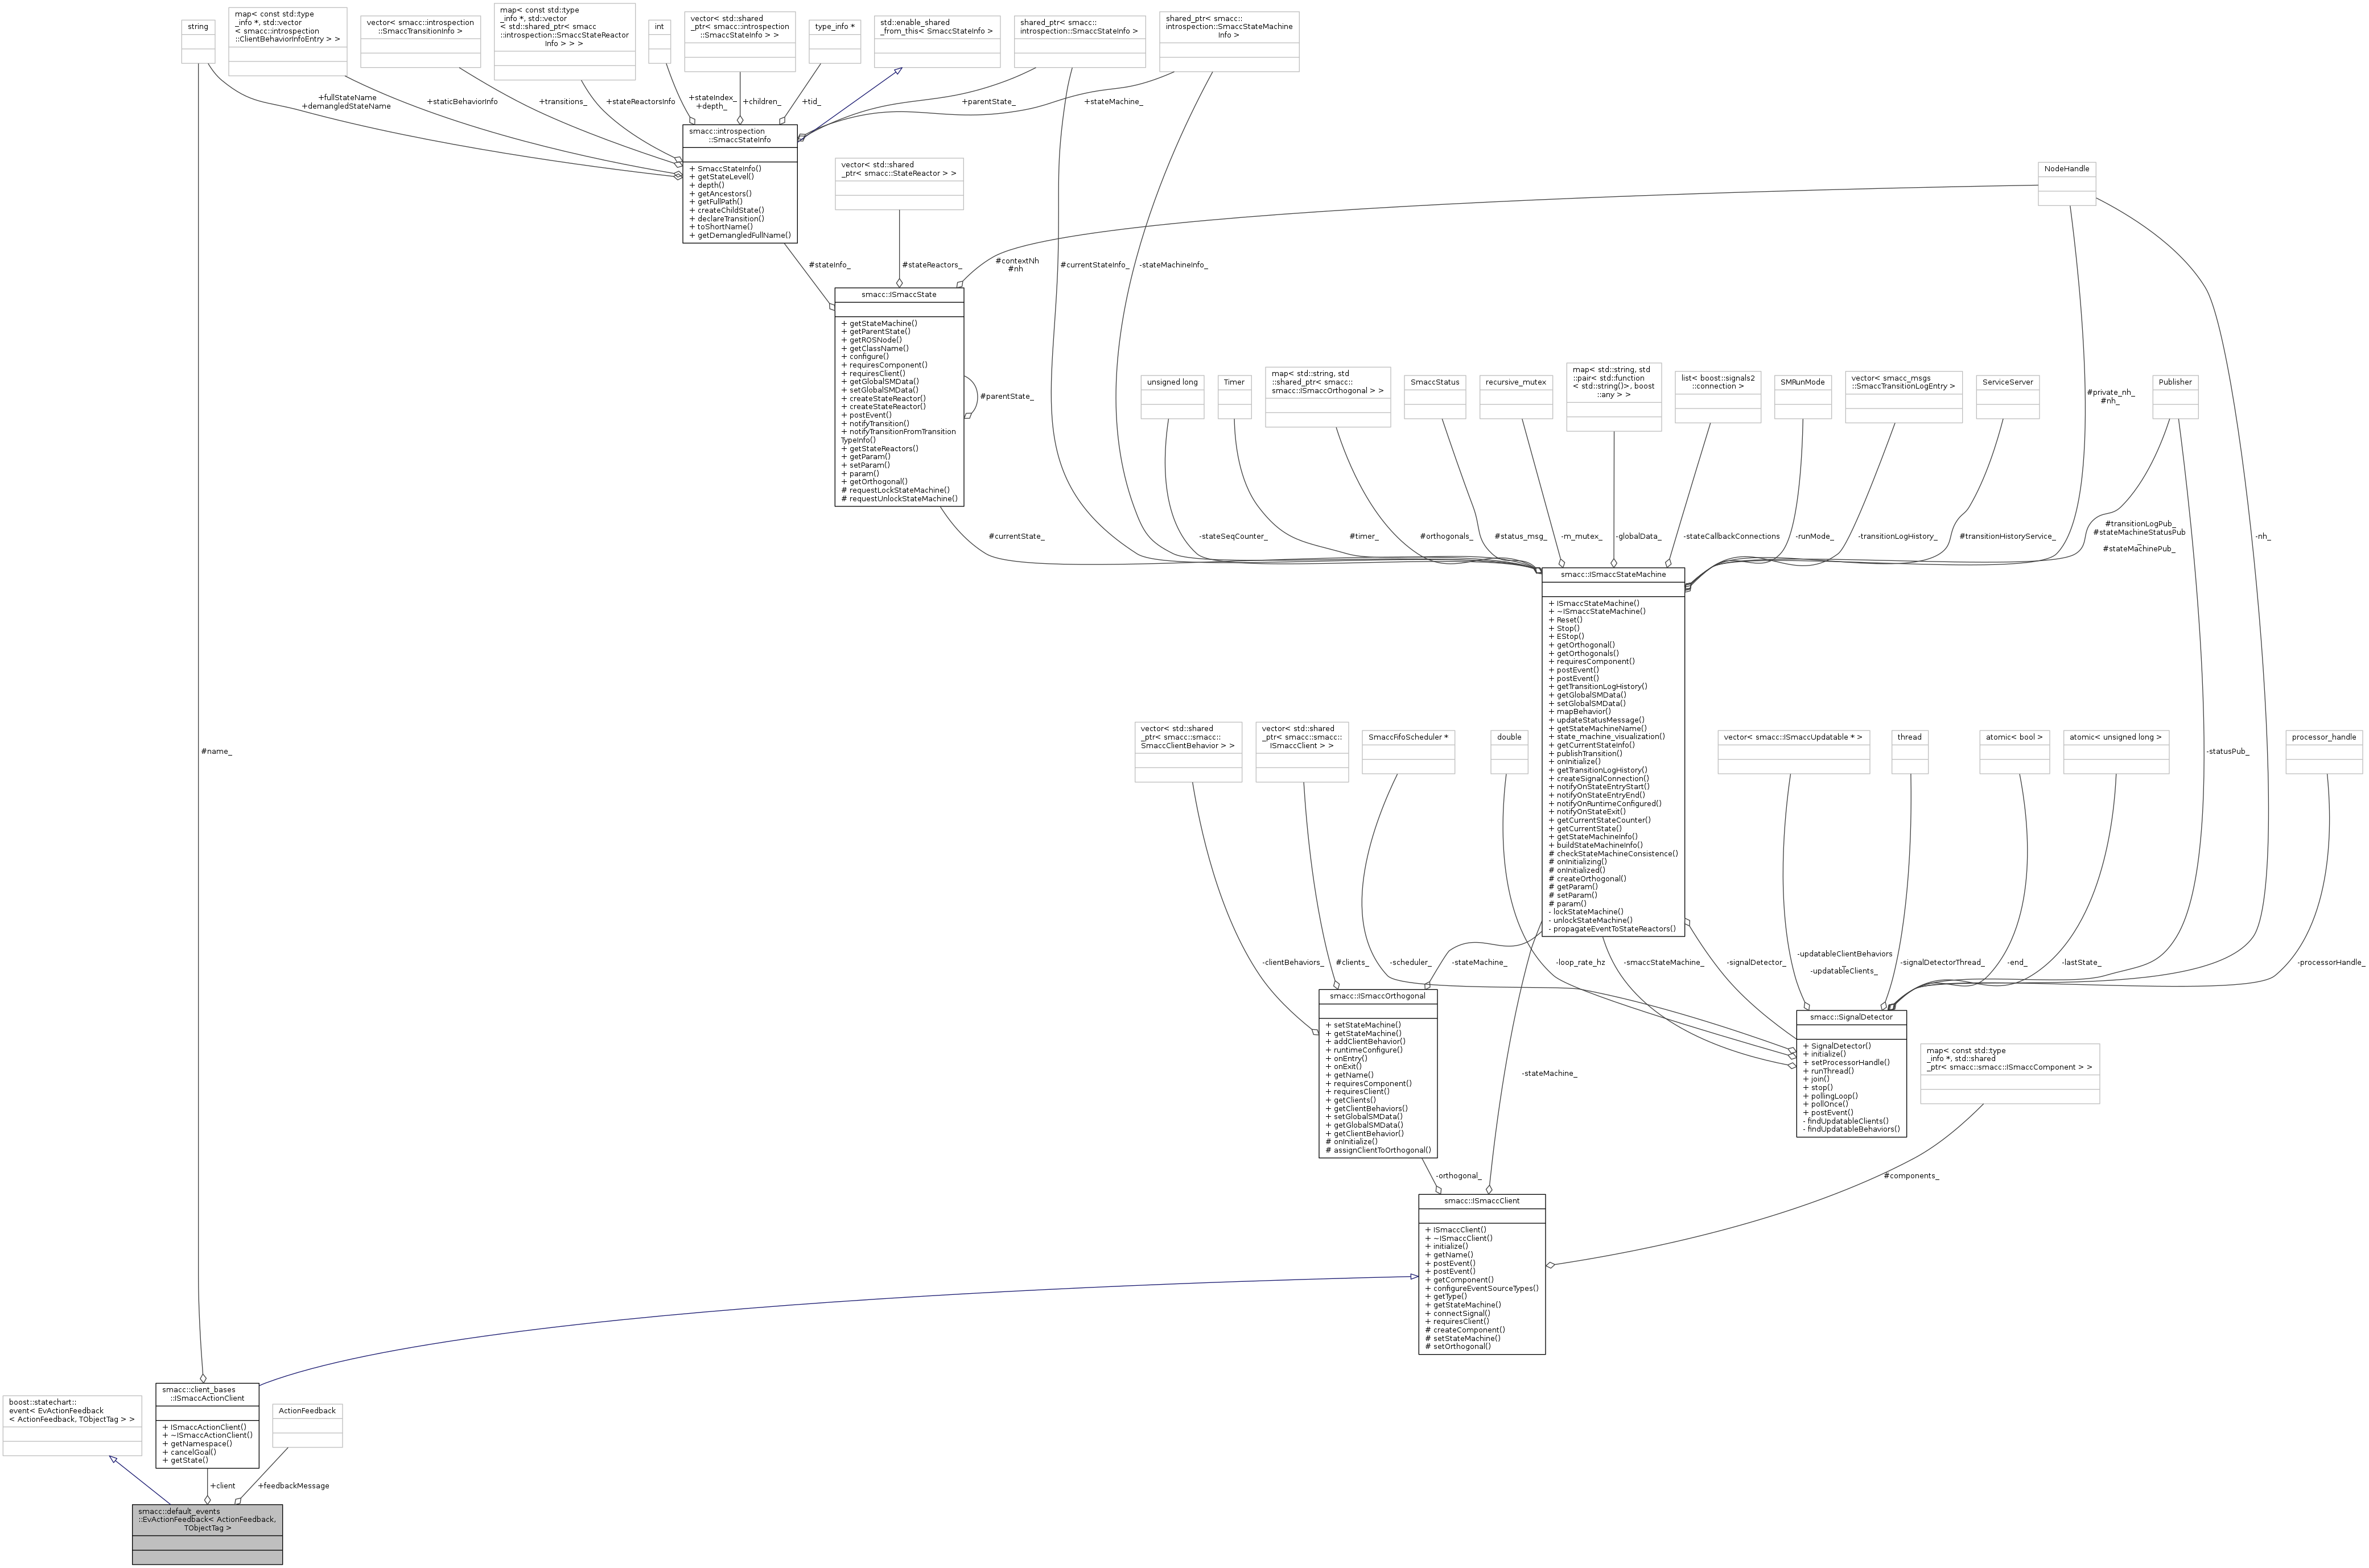 string
map< const std::type
_info *, std::vector
< smacc::introspection
::ClientBehaviorInfoEntry > >
vector< smacc::introspection
::SmaccTransitionInfo >
map< const std::type
_info *, std::vector
< std::shared_ptr< smacc
::introspection::SmaccStateReactor
Info > > >
int
vector< std::shared
_ptr< smacc::introspection
::SmaccStateInfo > >
type_info *
std::enable_shared
_from_this< SmaccStateInfo >
shared_ptr< smacc::
introspection::SmaccStateInfo >
shared_ptr< smacc::
introspection::SmaccStateMachine
Info >
+fullStateName
+demangledStateName
+staticBehaviorInfo
+transitions_
+stateReactorsInfo
+stateIndex_
+depth_
+children_
+tid_
+parentState_
+stateMachine_
smacc::introspection
::SmaccStateInfo
+ SmaccStateInfo()
+ getStateLevel()
+ depth()
+ getAncestors()
+ getFullPath()
+ createChildState()
+ declareTransition()
+ toShortName()
+ getDemangledFullName()
vector< std::shared
_ptr< smacc::StateReactor > >
NodeHandle
#stateInfo_
#stateReactors_
#contextNh
#nh
#currentStateInfo_
-stateMachineInfo_
smacc::ISmaccState
+ getStateMachine()
+ getParentState()
+ getROSNode()
+ getClassName()
+ configure()
+ requiresComponent()
+ requiresClient()
+ getGlobalSMData()
+ setGlobalSMData()
+ createStateReactor()
+ createStateReactor()
+ postEvent()
+ notifyTransition()
+ notifyTransitionFromTransition
TypeInfo()
+ getStateReactors()
+ getParam()
+ setParam()
+ param()
+ getOrthogonal()
# requestLockStateMachine()
# requestUnlockStateMachine()
#parentState_
unsigned long
Timer
map< std::string, std
::shared_ptr< smacc::
smacc::ISmaccOrthogonal > >
SmaccStatus
recursive_mutex
map< std::string, std
::pair< std::function
< std::string()>, boost
::any > >
list< boost::signals2
::connection >
SMRunMode
vector< smacc_msgs
::SmaccTransitionLogEntry >
ServiceServer
Publisher
#private_nh_
#nh_
#currentState_
-stateSeqCounter_
#timer_
#orthogonals_
#status_msg_
-m_mutex_
-globalData_
-stateCallbackConnections
-runMode_
-transitionLogHistory_
#transitionHistoryService_
#transitionLogPub_
#stateMachineStatusPub
_
#stateMachinePub_
-nh_
smacc::ISmaccStateMachine
+ ISmaccStateMachine()
+ ~ISmaccStateMachine()
+ Reset()
+ Stop()
+ EStop()
+ getOrthogonal()
+ getOrthogonals()
+ requiresComponent()
+ postEvent()
+ postEvent()
+ getTransitionLogHistory()
+ getGlobalSMData()
+ setGlobalSMData()
+ mapBehavior()
+ updateStatusMessage()
+ getStateMachineName()
+ state_machine_visualization()
+ getCurrentStateInfo()
+ publishTransition()
+ onInitialize()
+ getTransitionLogHistory()
+ createSignalConnection()
+ notifyOnStateEntryStart()
+ notifyOnStateEntryEnd()
+ notifyOnRuntimeConfigured()
+ notifyOnStateExit()
+ getCurrentStateCounter()
+ getCurrentState()
+ getStateMachineInfo()
+ buildStateMachineInfo()
# checkStateMachineConsistence()
# onInitializing()
# onInitialized()
# createOrthogonal()
# getParam()
# setParam()
# param()
- lockStateMachine()
- unlockStateMachine()
- propagateEventToStateReactors()
#name_
vector< std::shared
_ptr< smacc::smacc::
SmaccClientBehavior > >
vector< std::shared
_ptr< smacc::smacc::
ISmaccClient > >
SmaccFifoScheduler *
double
vector< smacc::ISmaccUpdatable * >
thread
atomic< bool >
atomic< unsigned long >
-statusPub_
processor_handle
-clientBehaviors_
#clients_
-scheduler_
-stateMachine_
-loop_rate_hz
-smaccStateMachine_
-signalDetector_
-updatableClientBehaviors
_
-updatableClients_
-signalDetectorThread_
-end_
-lastState_
-processorHandle_
smacc::ISmaccOrthogonal
+ setStateMachine()
+ getStateMachine()
+ addClientBehavior()
+ runtimeConfigure()
+ onEntry()
+ onExit()
+ getName()
+ requiresComponent()
+ requiresClient()
+ getClients()
+ getClientBehaviors()
+ setGlobalSMData()
+ getGlobalSMData()
+ getClientBehavior()
# onInitialize()
# assignClientToOrthogonal()
smacc::SignalDetector
+ SignalDetector()
+ initialize()
+ setProcessorHandle()
+ runThread()
+ join()
+ stop()
+ pollingLoop()
+ pollOnce()
+ postEvent()
- findUpdatableClients()
- findUpdatableBehaviors()
map< const std::type
_info *, std::shared
_ptr< smacc::smacc::ISmaccComponent > >
-stateMachine_
-orthogonal_
#components_
smacc::ISmaccClient
+ ISmaccClient()
+ ~ISmaccClient()
+ initialize()
+ getName()
+ postEvent()
+ postEvent()
+ getComponent()
+ configureEventSourceTypes()
+ getType()
+ getStateMachine()
+ connectSignal()
+ requiresClient()
# createComponent()
# setStateMachine()
# setOrthogonal()
boost::statechart::
event< EvActionFeedback
< ActionFeedback, TObjectTag > >
smacc::client_bases
::ISmaccActionClient
+ ISmaccActionClient()
+ ~ISmaccActionClient()
+ getNamespace()
+ cancelGoal()
+ getState()
ActionFeedback
+client
+feedbackMessage
smacc::default_events
::EvActionFeedback< ActionFeedback,
TObjectTag >